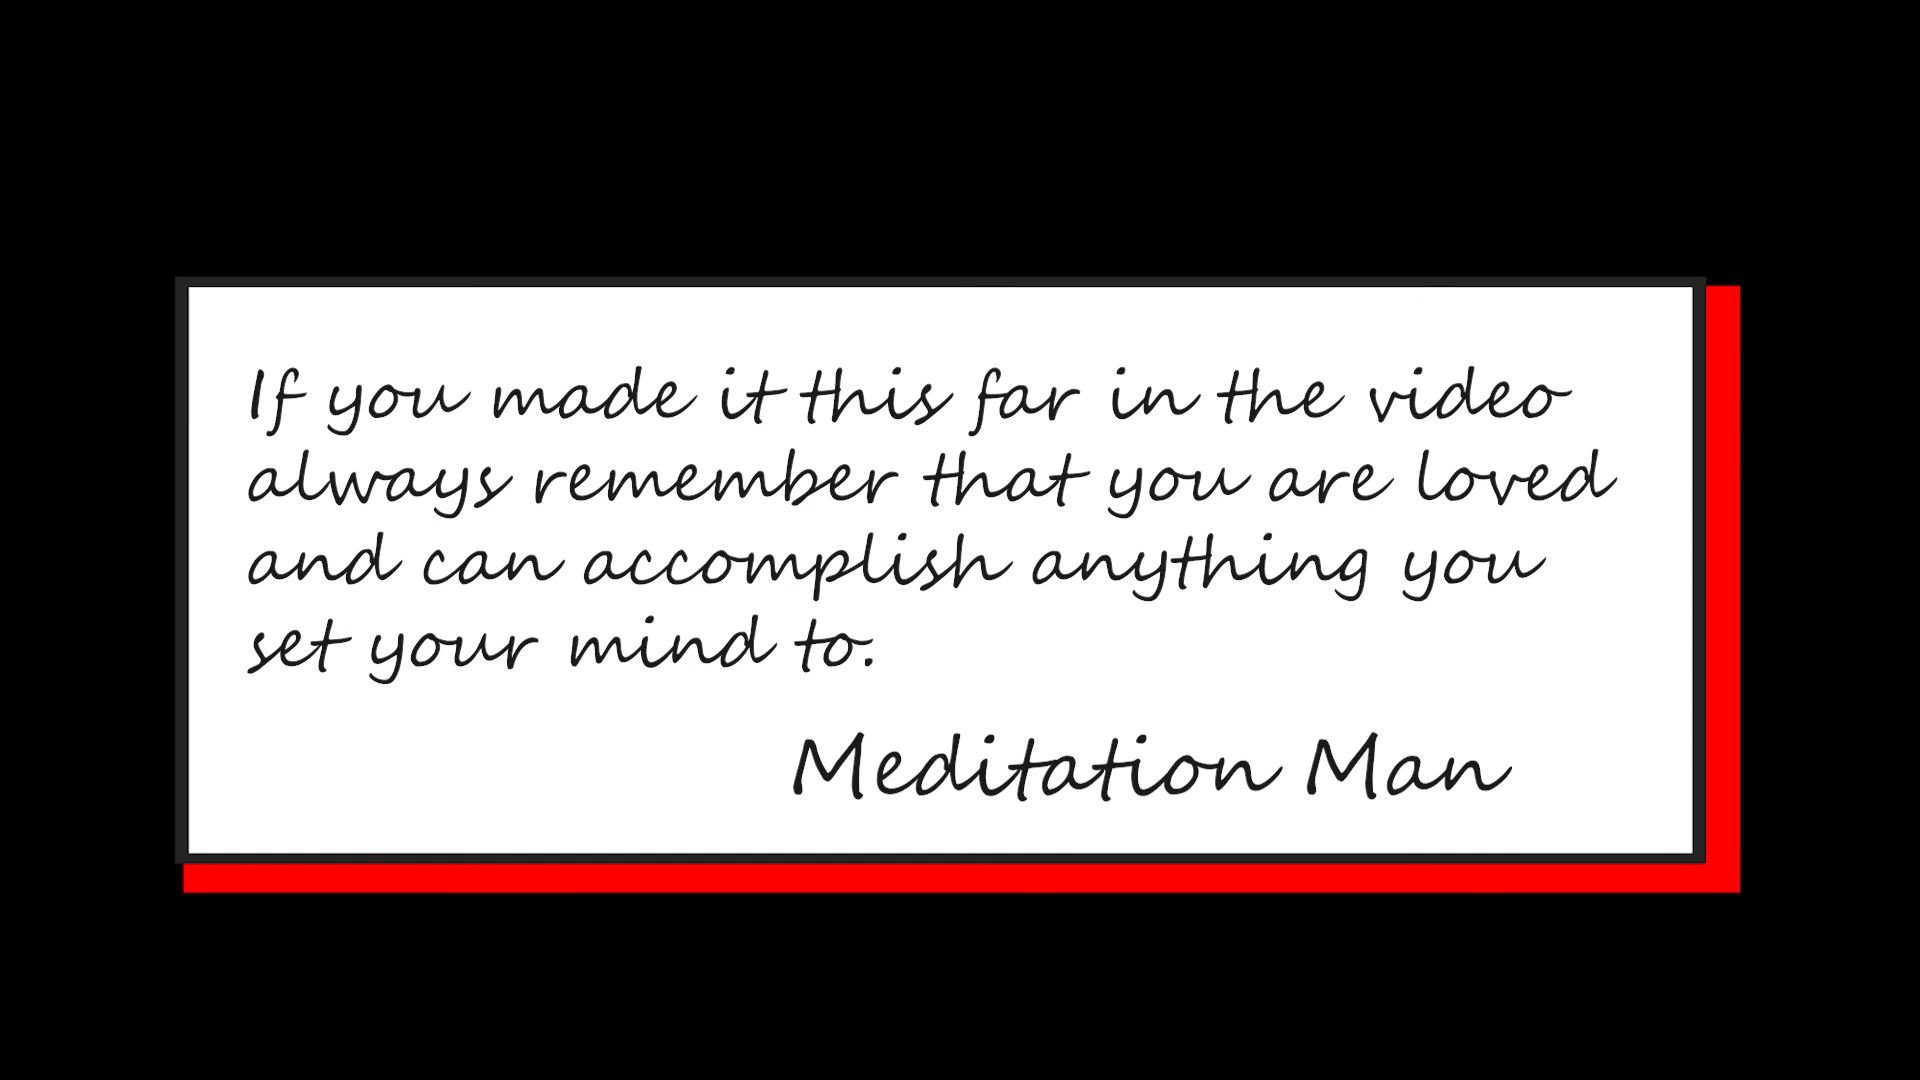 If you made it this far in the video
always remember that you are loved
and can accomplish anything you
set your mind to.
Meditation Man